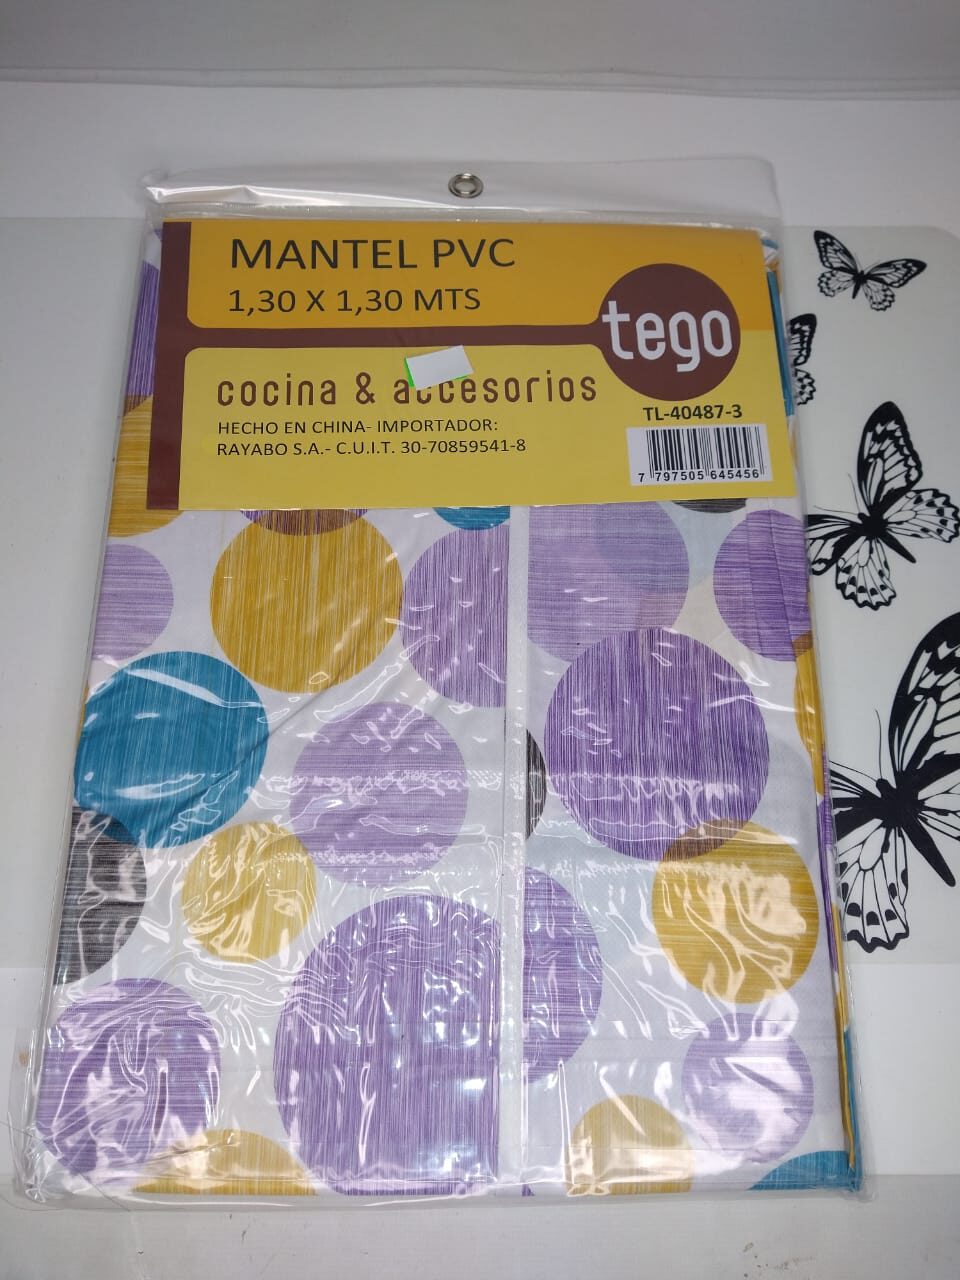 MANTEL PVC
1,30 X 1,30 MTS
tego
cocina & accesorios
TL-40487-3
HECHO EN CHINA- IMPORTADOR:
RAYABO S.A.- C.U.I.T. 30-70859541-8
7 797505 645456